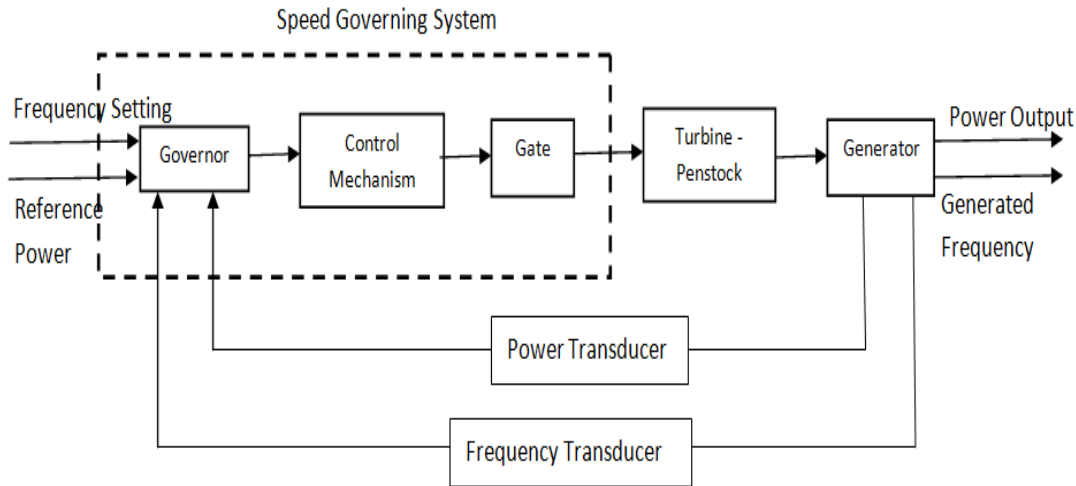 Speed Governing System
Frequency Setting
Reference
Power
Governor
Control
Mechanism
Gate
Turbine -
Penstock
Generator
Power Output
Generated
Frequency
Power Transducer
Frequency Transducer